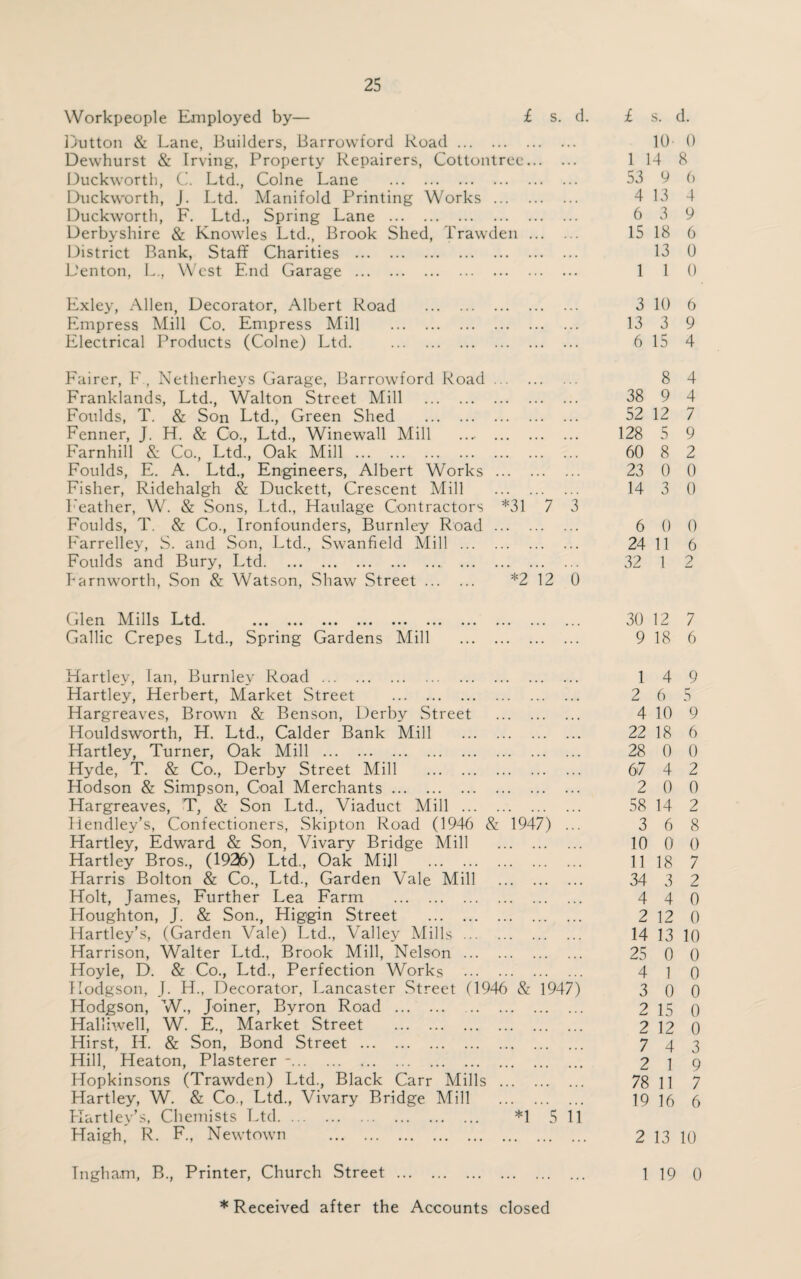 25
Workpeople Employed by— £ s. d. £ s. d.
Dutton & Lane, Builders, Barrowford Road ... ... ... ... 10 0
Dewhurst & Irving, Property Repairers, Cottontree... ... 1 14 8
Duckworth, C. Ltd., Colne Lane ... ... ... ... ... ... 53 9 6
Duckworth, J. Ltd. Manifold Printing Works ... ... ... 4 13 4
Duckworth, F. Ltd., Spring Lane ... ... ... ... ... ... 6 3 9
Derbyshire & Knowles Ltd., Brook Shed, Trawden ... ... 15 18 6
District Bank, Staff Charities ... ... ... ... ... ... ... 13 0
Denton, L., West End Garage ... ... ... ... ... ... ... 1 1 0
Exley, Allen, Decorator, Albert Road ... ... ... ... ... 3 10 6
Empress Mill Co. Empress Mill ... ... ... ... ... ... 13 3 9
Electrical Products (Colne) Ltd. ... ... ... ... ... ... 6 15 4
Fairer, F., Netherheys Garage, Barrowford Road ... ... ... 8 4
Franklands, Ltd., Walton Street Mill ... ... ... ... ... 38 9 4
Foulds, T. & Son Ltd., Green Shed ... ... ... ... ... 52 12 7
Fenner, J. H. & Co., Ltd., Winewall Mill ... ... ... ... 128 5 9
Farnhill & Co., Ltd., Oak Mill ... ... ... ... ... ... ... 60 8 2
Foulds, E. A. Ltd., Engineers, Albert Works ... ... ... 23 0 0
Fisher, Ridehalgh & Duckett, Crescent Mill ... ... ... 14 3 0
Feather, W. & Sons, Ltd., Haulage Contractors *31 7 3
Foulds, T. & Co., Ironfounders, Burnley Road ... ... ... 6 0 0
Farrelley, S. and Son, Ltd., Swanfield Mill ... ... ... ... 24 11 6
Foulds and Bury, Ltd. ... ... ... ... ... ... ... ... ... 32 1 2
Farnworth, Son & Watson, Shaw Street ... ... *2 12 0
Glen Mills Ltd. ... ... ... ... ... ... ... ... ... ... 30 12 7
Gallic Crepes Ltd., Spring Gardens Mill ... ... ... ... 9 18 6
Hartley, Ian, Burnley Road ... ... ... ... ... ... ... ... 1 4 9
Hartley, Herbert, Market Street ... ... ... ... ... ... 2 6 5
Hargreaves, Brown & Benson, Derby Street ... ... ... 4 10 9
Houldsworth, H. Ltd., Calder Bank Mill ... ... ... ... 22 18 6
Hartley, Turner, Oak Mill ... ... ... ... ... ... ... ... 28 0 0
Hyde, T. & Co., Derby Street Mill ... ... ... ... ... 67 4 2
Hodson & Simpson, Coal Merchants ... ... ... ... ... ... 2 0 0
Hargreaves, T, & Son Ltd., Viaduct Mill ... ... ... ... 58 14 2
Hendley's, Confectioners, Skipton Road (1946 & 1947) ... 3 6 8
Hartley, Edward & Son, Vivary Bridge Mill ... ... ... 10 0 0
Hartley Bros., (1926) Ltd., Oak Mill ... ... ... ... ... 11 18 7
Harris Bolton & Co., Ltd., Garden Vale Mill ... ... ... 34 3 2
Holt, James, Further Lea Farm ... ... ... ... ... ... 4 4 0
Houghton, J. & Son., Higgin Street ... ... ... ... ... 2 12 0
Hartley's, (Garden Vale) Ltd., Valley Mills ... ... ... ... 14 13 10
Harrison, Walter Ltd., Brook Mill, Nelson ... ... ... ... 25 0 0
Hoyle, D. & Co., Ltd., Perfection Works ... ... ... ... 4 1 0
Hodgson, J. H., Decorator, Lancaster Street (1946 & 1947) 3 0 0
Hodgson, W., Joiner, Byron Road ... ... ... ... ... ... 2 15 0
Halliwell, W. E., Market Street ... ... ... ... ... ... 2 12 0
Hirst, H. & Son, Bond Street ... ... ... ... ... ... ... 7 4 3
Hill, Heaton, Plasterer -... ... ... ... ... ... ... ... ... 2 1 9
Hopkinsons (Trawden) Ltd., Black Carr Mills ... ... ... 78 11 7
Hartley, W. & Co., Ltd., Vivary Bridge Mill ... ... ... 19 16 6
Hartley's, Chemists Ltd. ... ... ... ... ... ... *1 5 11
Haigh, R. F., Newtown ... ... ... ... ... ... ... ... 2 13 10
Ingham, B., Printer, Church Street ... ... ... ... ... ... 1 19 0
* Received after the Accounts closed